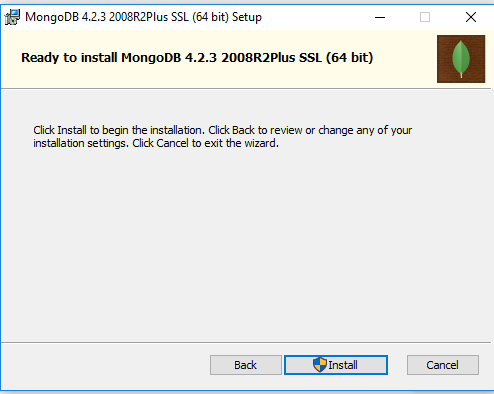 MongoDB 4.2.3 2008R2Plus SSL (64 bit) Setup
Ready to install MongoDB 4.2.3 2008R2Plus SSL (64 bit)
Click Install to begin the installation. Click Back to review or change any of your
installation settings. Click Cancel to exit the wizard.
Back
Install
Cancel